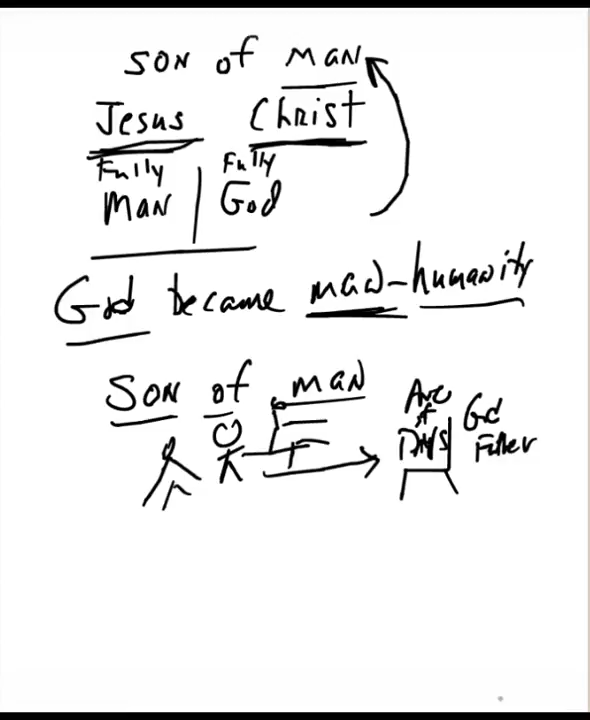 SON of MAN
Jesus Christ
Fully Fully
MAN God
God became man-humanity
SON of MAN
Anc
of
DAYS
God
Father